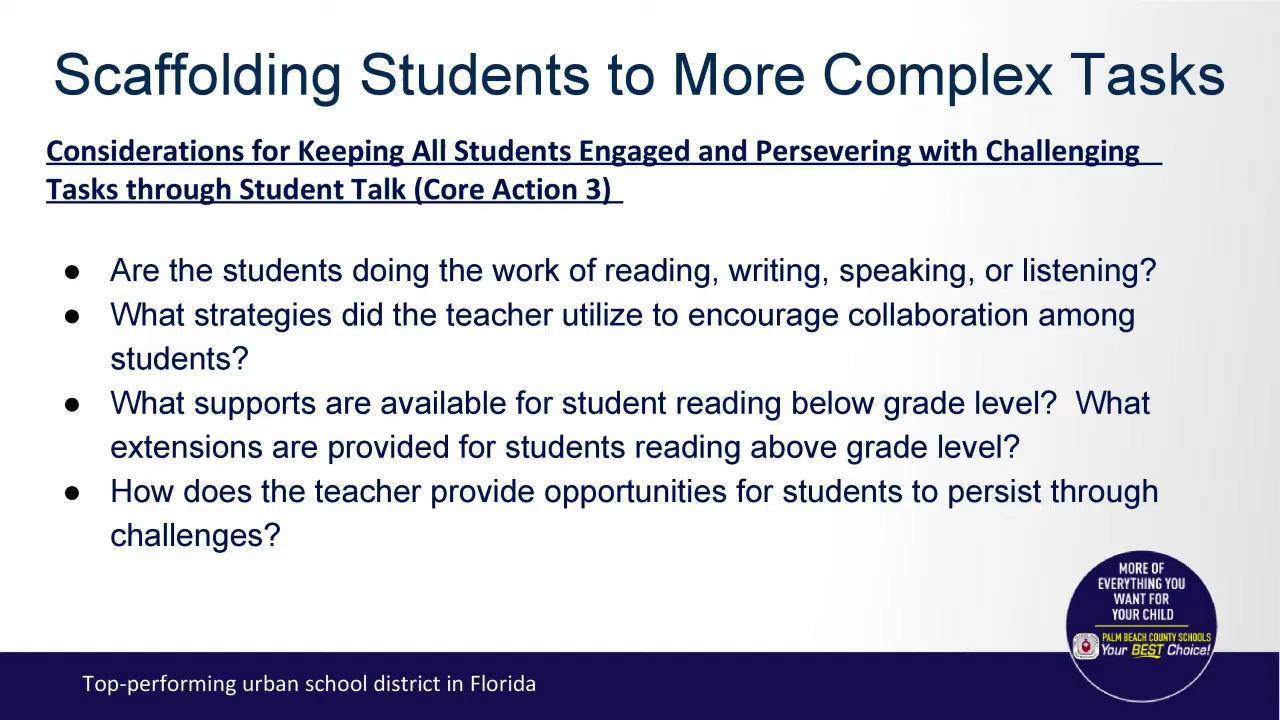 Scaffolding Students to More Complex Tasks
Considerations for Keeping All Students Engaged and Persevering with Challenging
Tasks through Student Talk (Core Action 3)
● Are the students doing the work of reading, writing, speaking, or listening?
● What strategies did the teacher utilize to encourage collaboration among
students?
● What supports are available for student reading below grade level?  What
extensions are provided for students reading above grade level?
● How does the teacher provide opportunities for students to persist through
challenges?
MORE OF
EVERYTHING YOU
WANT FOR
YOUR CHILD
PALM BEACH COUNTY SCHOOLS
Your BEST Choice!
Top-performing urban school district in Florida